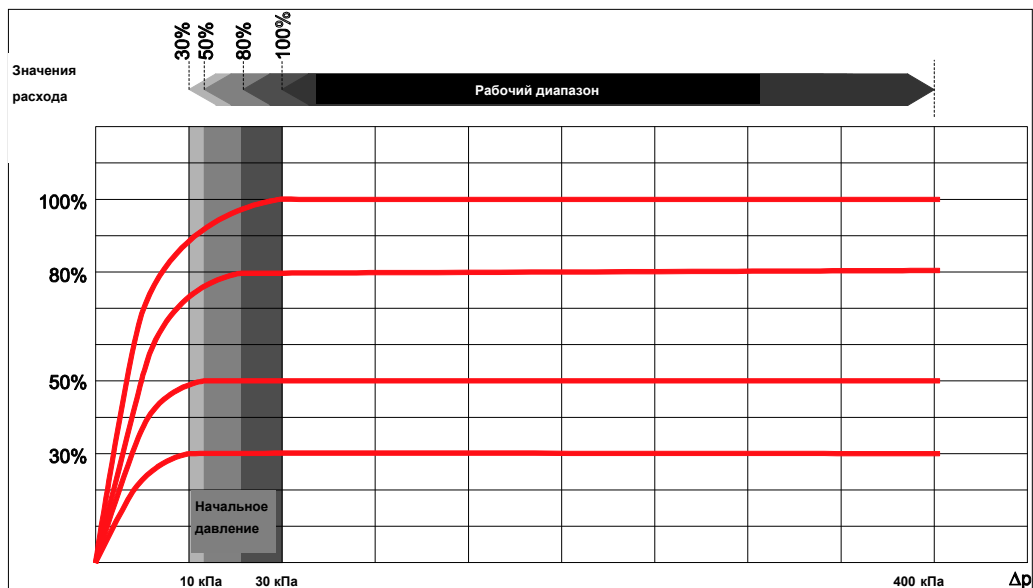 30% 50% 80% 100%
Значения
расхода
Рабочий диапазон
100%
80%
50%
30%
Начальное
давление
10 кПа 30 кПа 400 кПа Δp